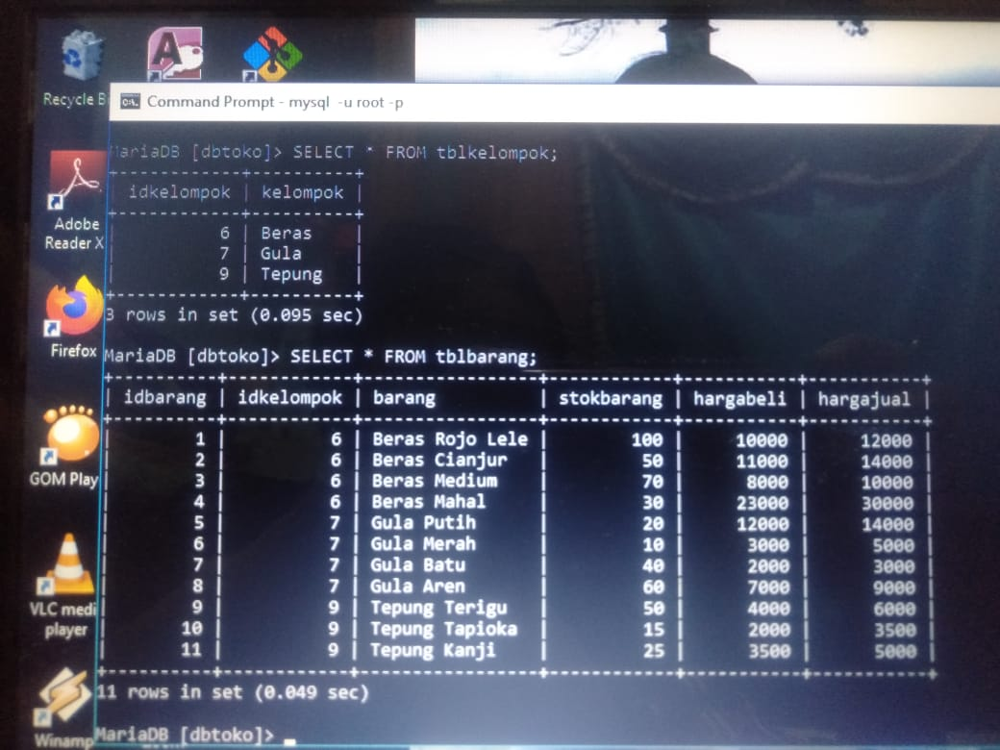 Recycle B
Command Prompt - mysql -u root -p
MariaDB [dbtoko]> SELECT * FROM tblkelompok;
+------------+----------+
| idkelompok | kelompok |
+------------+----------+
| 6 | Beras |
| 7 | Gula |
| 9 | Tepung |
+------------+----------+
3 rows in set (0.095 sec)
MariaDB [dbtoko]> SELECT * FROM tblbarang;
+----------+------------+-----------------+------------+-----------+-----------+
| idbarang | idkelompok | barang | stokbarang | hargabeli | hargajual |
+----------+------------+-----------------+------------+-----------+-----------+
| 1 | 6 | Beras Rojo Lele | 100 | 10000 | 12000 |
| 2 | 6 | Beras Cianjur | 50 | 11000 | 14000 |
| 3 | 6 | Beras Medium | 70 | 8000 | 10000 |
| 4 | 6 | Beras Mahal | 30 | 23000 | 30000 |
| 5 | 7 | Gula Putih | 20 | 12000 | 14000 |
| 6 | 7 | Gula Merah | 10 | 3000 | 5000 |
| 7 | 7 | Gula Batu | 40 | 2000 | 3000 |
| 8 | 7 | Gula Aren | 60 | 7000 | 9000 |
| 9 | 9 | Tepung Terigu | 50 | 4000 | 6000 |
| 10 | 9 | Tepung Tapioka | 15 | 2000 | 3500 |
| 11 | 9 | Tepung Kanji | 25 | 3500 | 5000 |
+----------+------------+-----------------+------------+-----------+-----------+
11 rows in set (0.049 sec)
MariaDB [dbtoko]> _
Adobe
Reader X
Firefox
GOM Play
VLC medi
player
Winamp